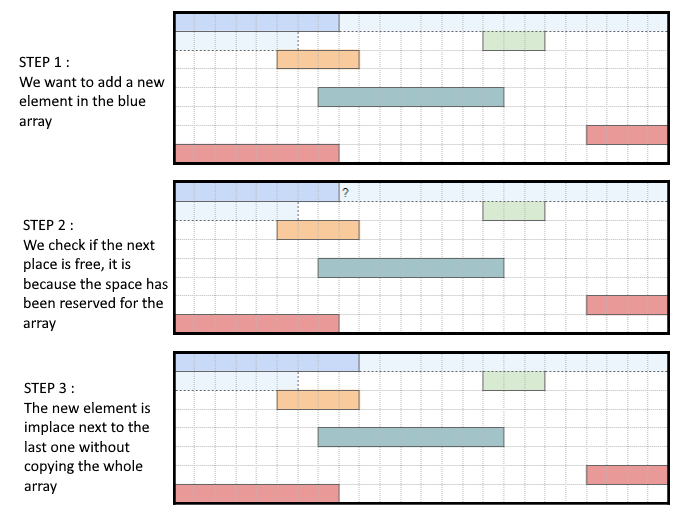 STEP 1 :
We want to add a new
element in the blue
array
?
STEP 2 :
We check if the next
place is free, it is
because the space has
been reserved for the
array
STEP 3 :
The new element is
implace next to the
last one without
copying the whole
array